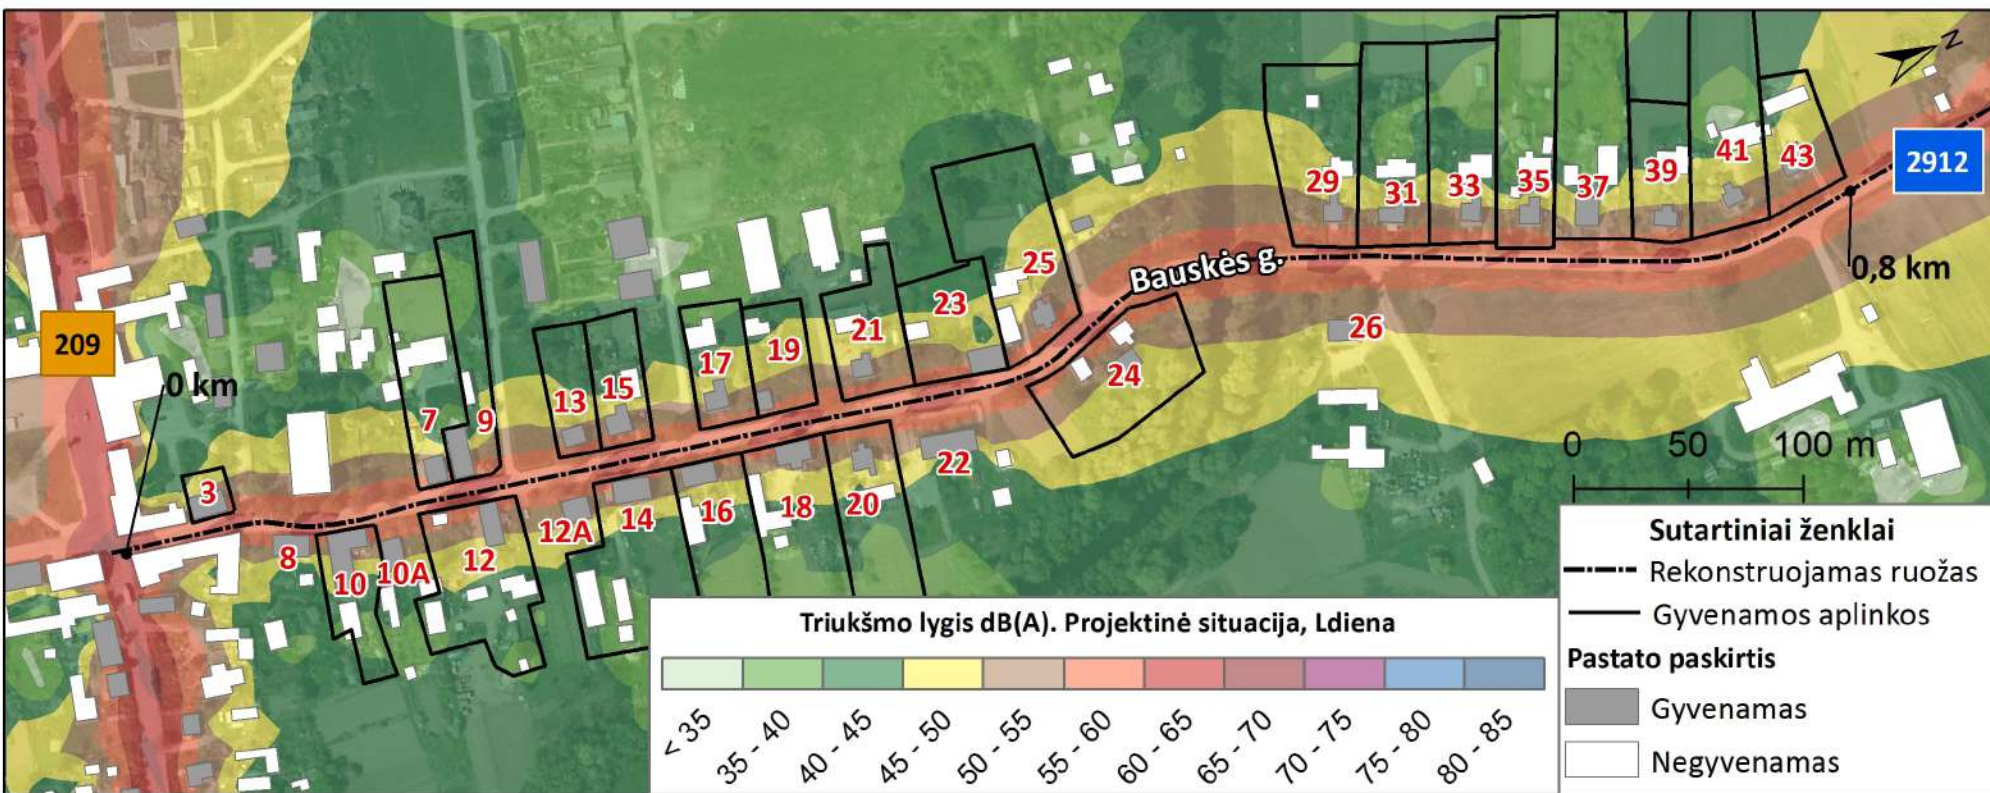 N
2912
41
43
39
29
31
33
35
37
25
Bauskės g.
0,8 km
23
21
26
209
0 km
19
17
24
15
13
7
9
22
3
20
18
16
14
12A
12
8
10
10A
0 50 100 m
Sutartiniai ženklai
Rekonstruojamas ruožas
Gyvenamos aplinkos
Pastato paskirtis
Gyvenamas
Negyvenamas
Triukšmo lygis dB(A). Projektinė situacija, Ldiena
< 35
35 - 40
40 - 45
45 - 50
50 - 55
55 - 60
60 - 65
65 - 70
70 - 75
75 - 80
80 - 85